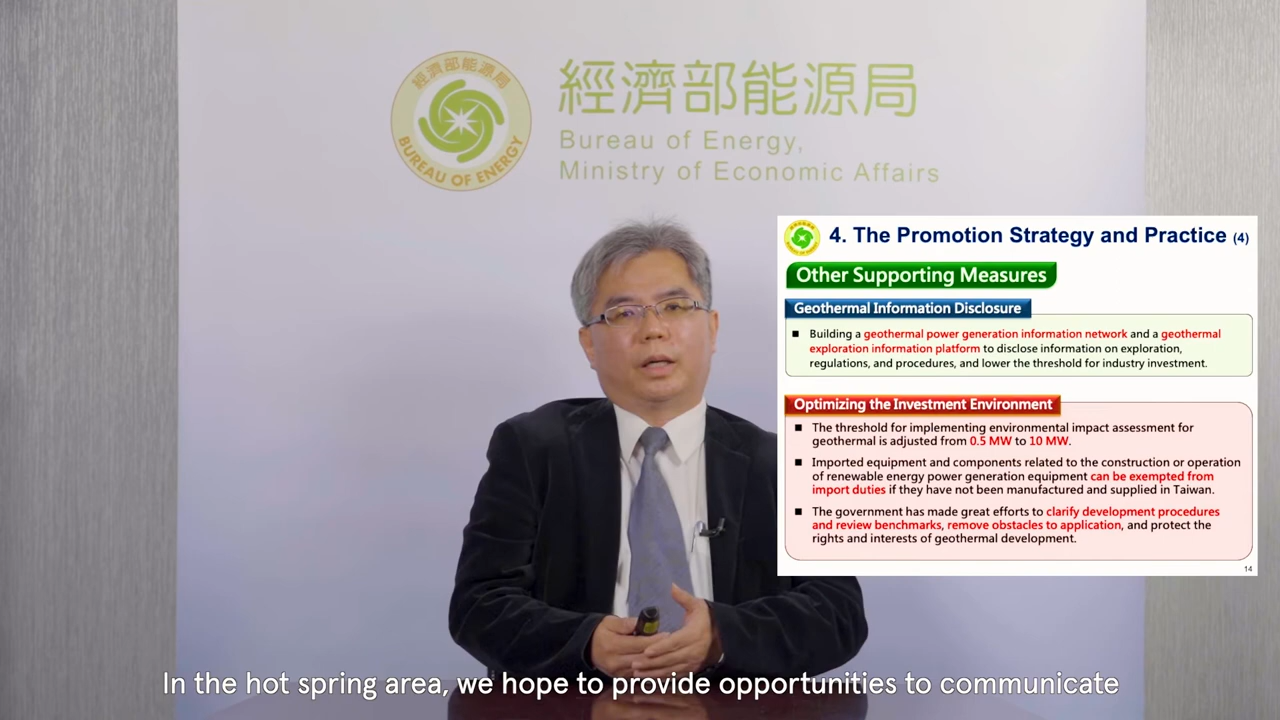 經濟部能源局
BUREAU OF ENERGY
經濟部能源局
Bureau of Energy,
Ministry of Economic Affairs
4. The Promotion Strategy and Practice (4)
Other Supporting Measures
Geothermal Information Disclosure
■ Building a geothermal power generation information network and a geothermal
exploration information platform to disclose information on exploration,
regulations, and procedures, and lower the threshold for industry investment.
Optimizing the Investment Environment
■ The threshold for implementing environmental impact assessment for
geothermal is adjusted from 0.5 MW to 10 MW.
■ Imported equipment and components related to the construction or operation
of renewable energy power generation equipment can be exempted from
import duties if they have not been manufactured and supplied in Taiwan.
■ The government has made great efforts to clarify development procedures
and review benchmarks, remove obstacles to application, and protect the
rights and interests of geothermal development.
14
In the hot spring area, we hope to provide opportunities to communicate